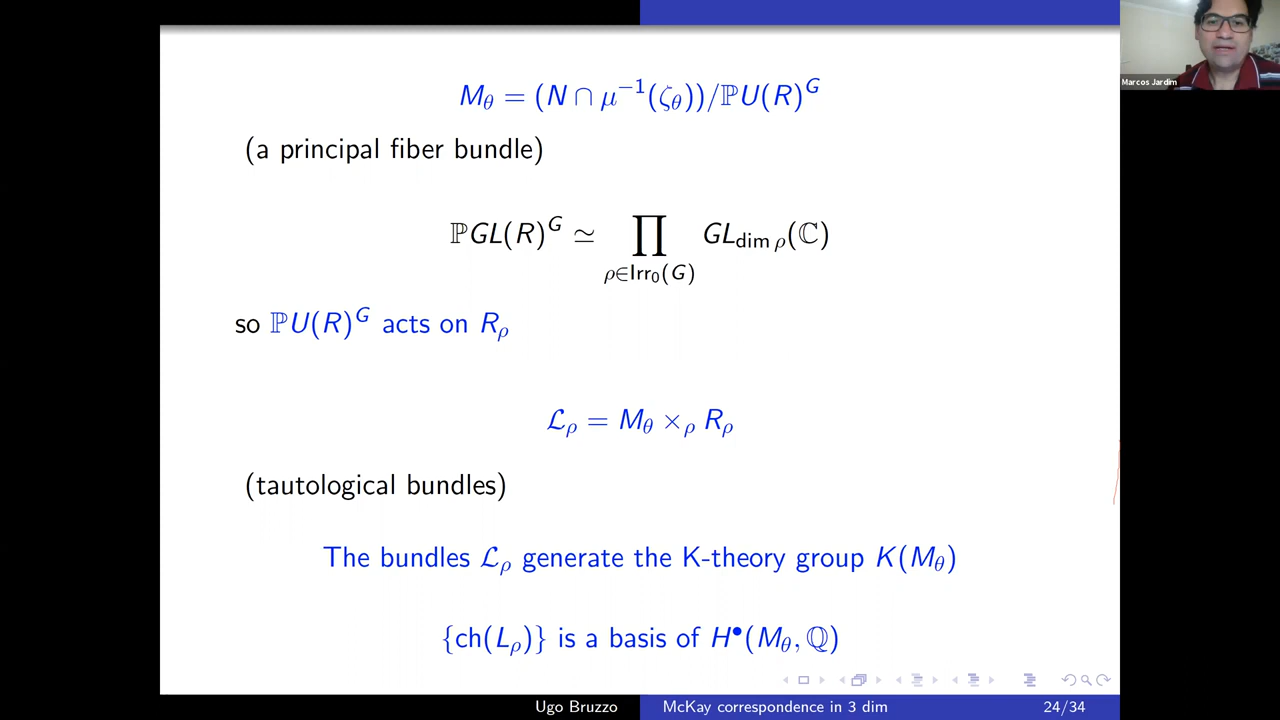 M_θ = (N ∩ μ⁻¹(ζ_θ))/ℙU(R)^G
Marcos Jardim
(a principal fiber bundle)
ℙGL(R)^G ≃ ∏_{ρ∈Irr₀(G)} GL_{dim ρ}(ℂ)
so ℙU(R)^G acts on R_ρ
ℒ_ρ = M_θ ×_ρ R_ρ
(tautological bundles)
The bundles ℒ_ρ generate the K-theory group K(M_θ)
{ch(L_ρ)} is a basis of H^•(M_θ, ℚ)
Ugo Bruzzo McKay correspondence in 3 dim 24/34